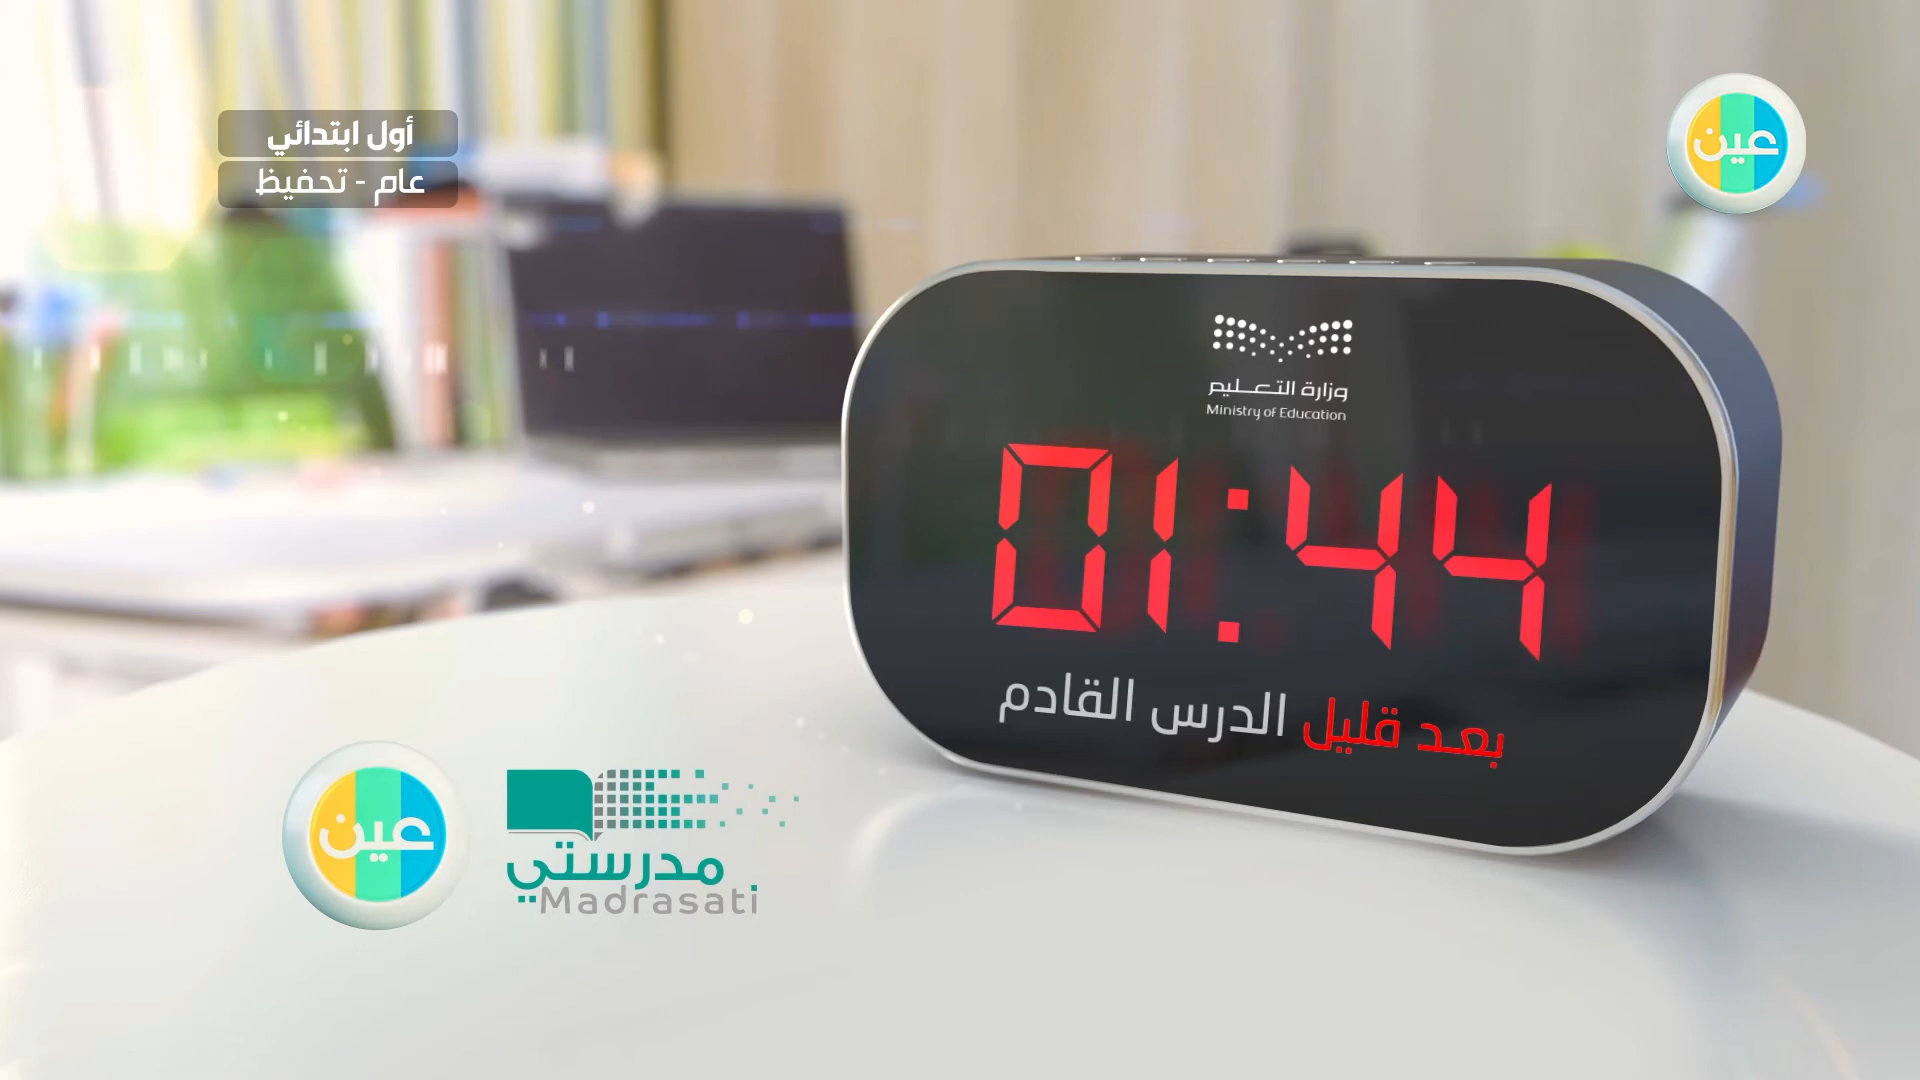 أول ابتدائي
عام - تحفيظ
عين
وزارة التعليم
Ministry of Education
01:44
بعد قليل الدرس القادم
عين
مدرستي
Madrasati